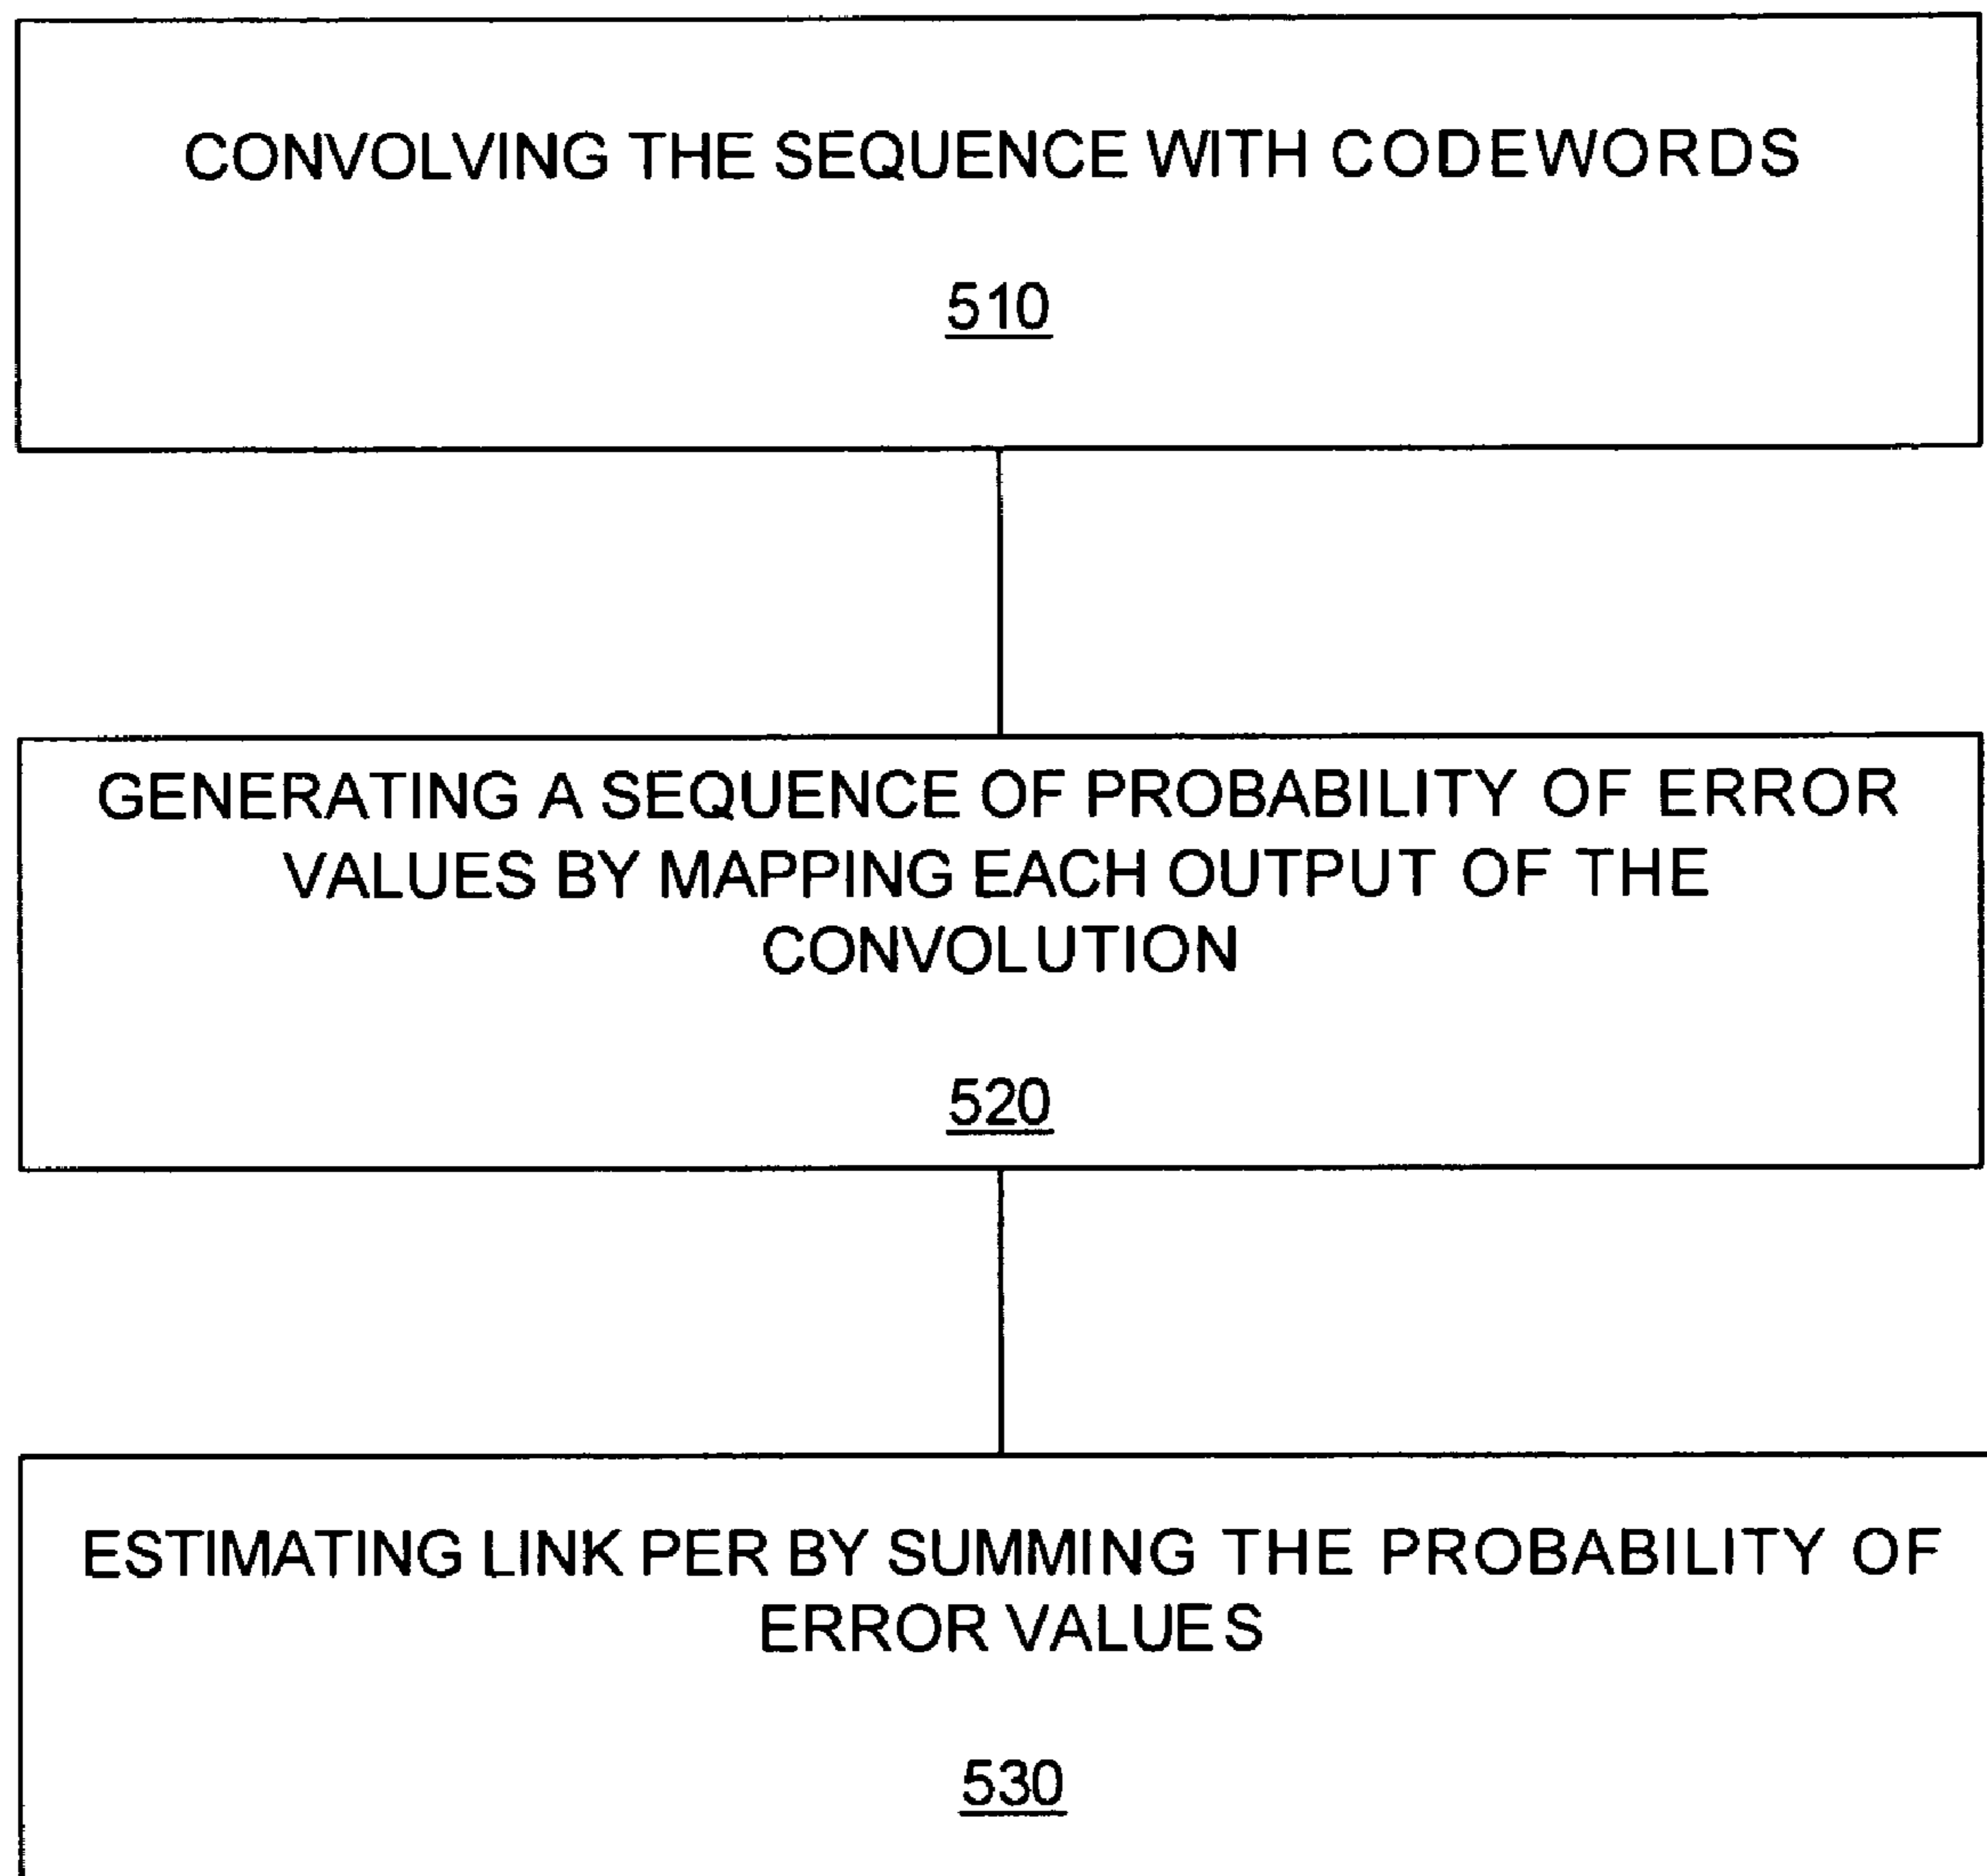 CONVOLVING THE SEQUENCE WITH CODEWORDS
510
GENERATING A SEQUENCE OF PROBABILITY OF ERROR
VALUES BY MAPPING EACH OUTPUT OF THE
CONVOLUTION
520
ESTIMATING LINK PER BY SUMMING THE PROBABILITY OF
ERROR VALUES
530